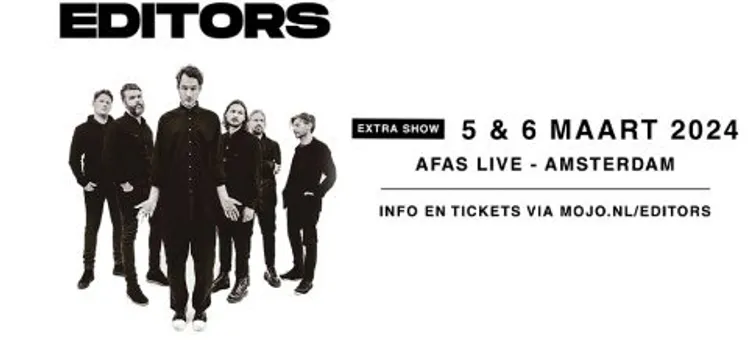 EDITORS
EXTRA SHOW 5 & 6 MAART 2024
AFAS LIVE - AMSTERDAM
INFO EN TICKETS VIA MOJO.NL/EDITORS